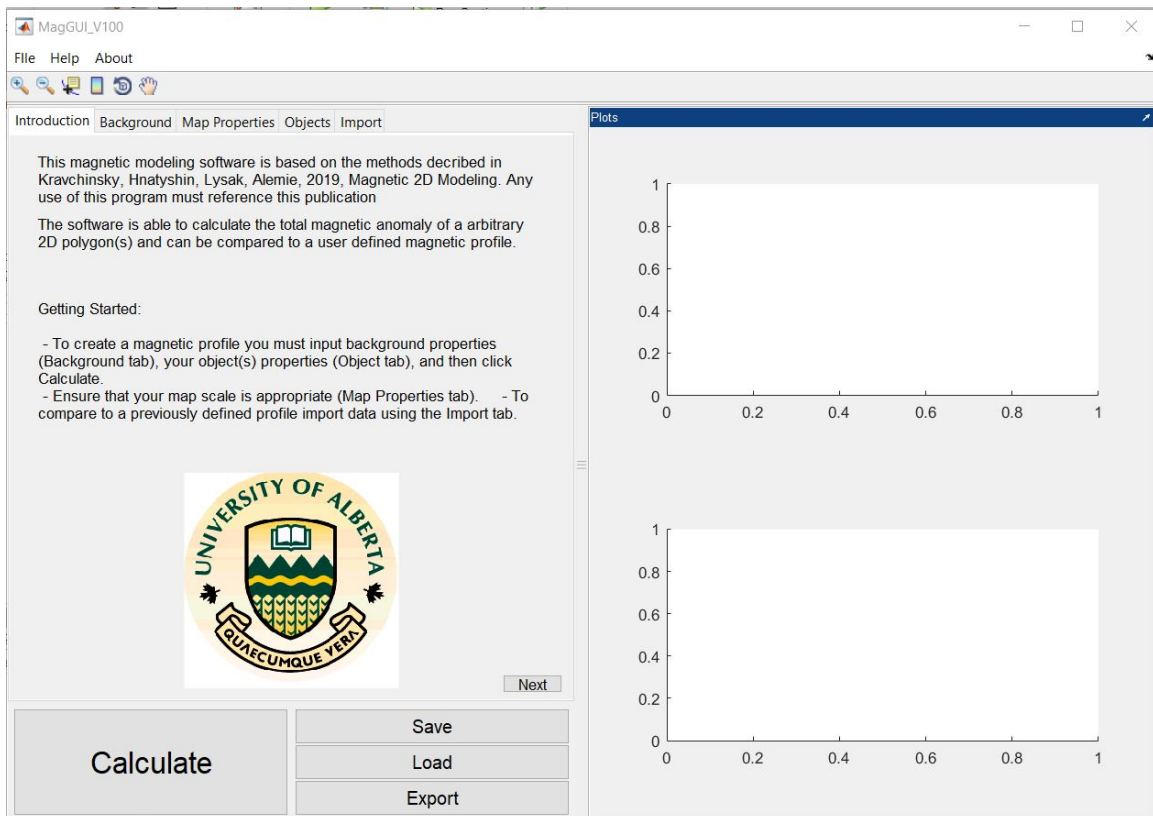 MagGUI_V100
FIle Help About
Introduction Background Map Properties Objects Import
This magnetic modeling software is based on the methods decribed in
Kravchinsky, Hnatyshin, Lysak, Alemie, 2019, Magnetic 2D Modeling. Any
use of this program must reference this publication
The software is able to calculate the total magnetic anomaly of a arbitrary
2D polygon(s) and can be compared to a user defined magnetic profile.
Getting Started:
- To create a magnetic profile you must input background properties
(Background tab), your object(s) properties (Object tab), and then click
Calculate.
- Ensure that your map scale is appropriate (Map Properties tab). - To
compare to a previously defined profile import data using the Import tab.
UNIVERSITY OF ALBERTA
QUAECUMQUE VERA
Next
Calculate
Save
Load
Export
Plots
1
0.8
0.6
0.4
0.2
0
0 0.2 0.4 0.6 0.8 1
1
0.8
0.6
0.4
0.2
0
0 0.2 0.4 0.6 0.8 1